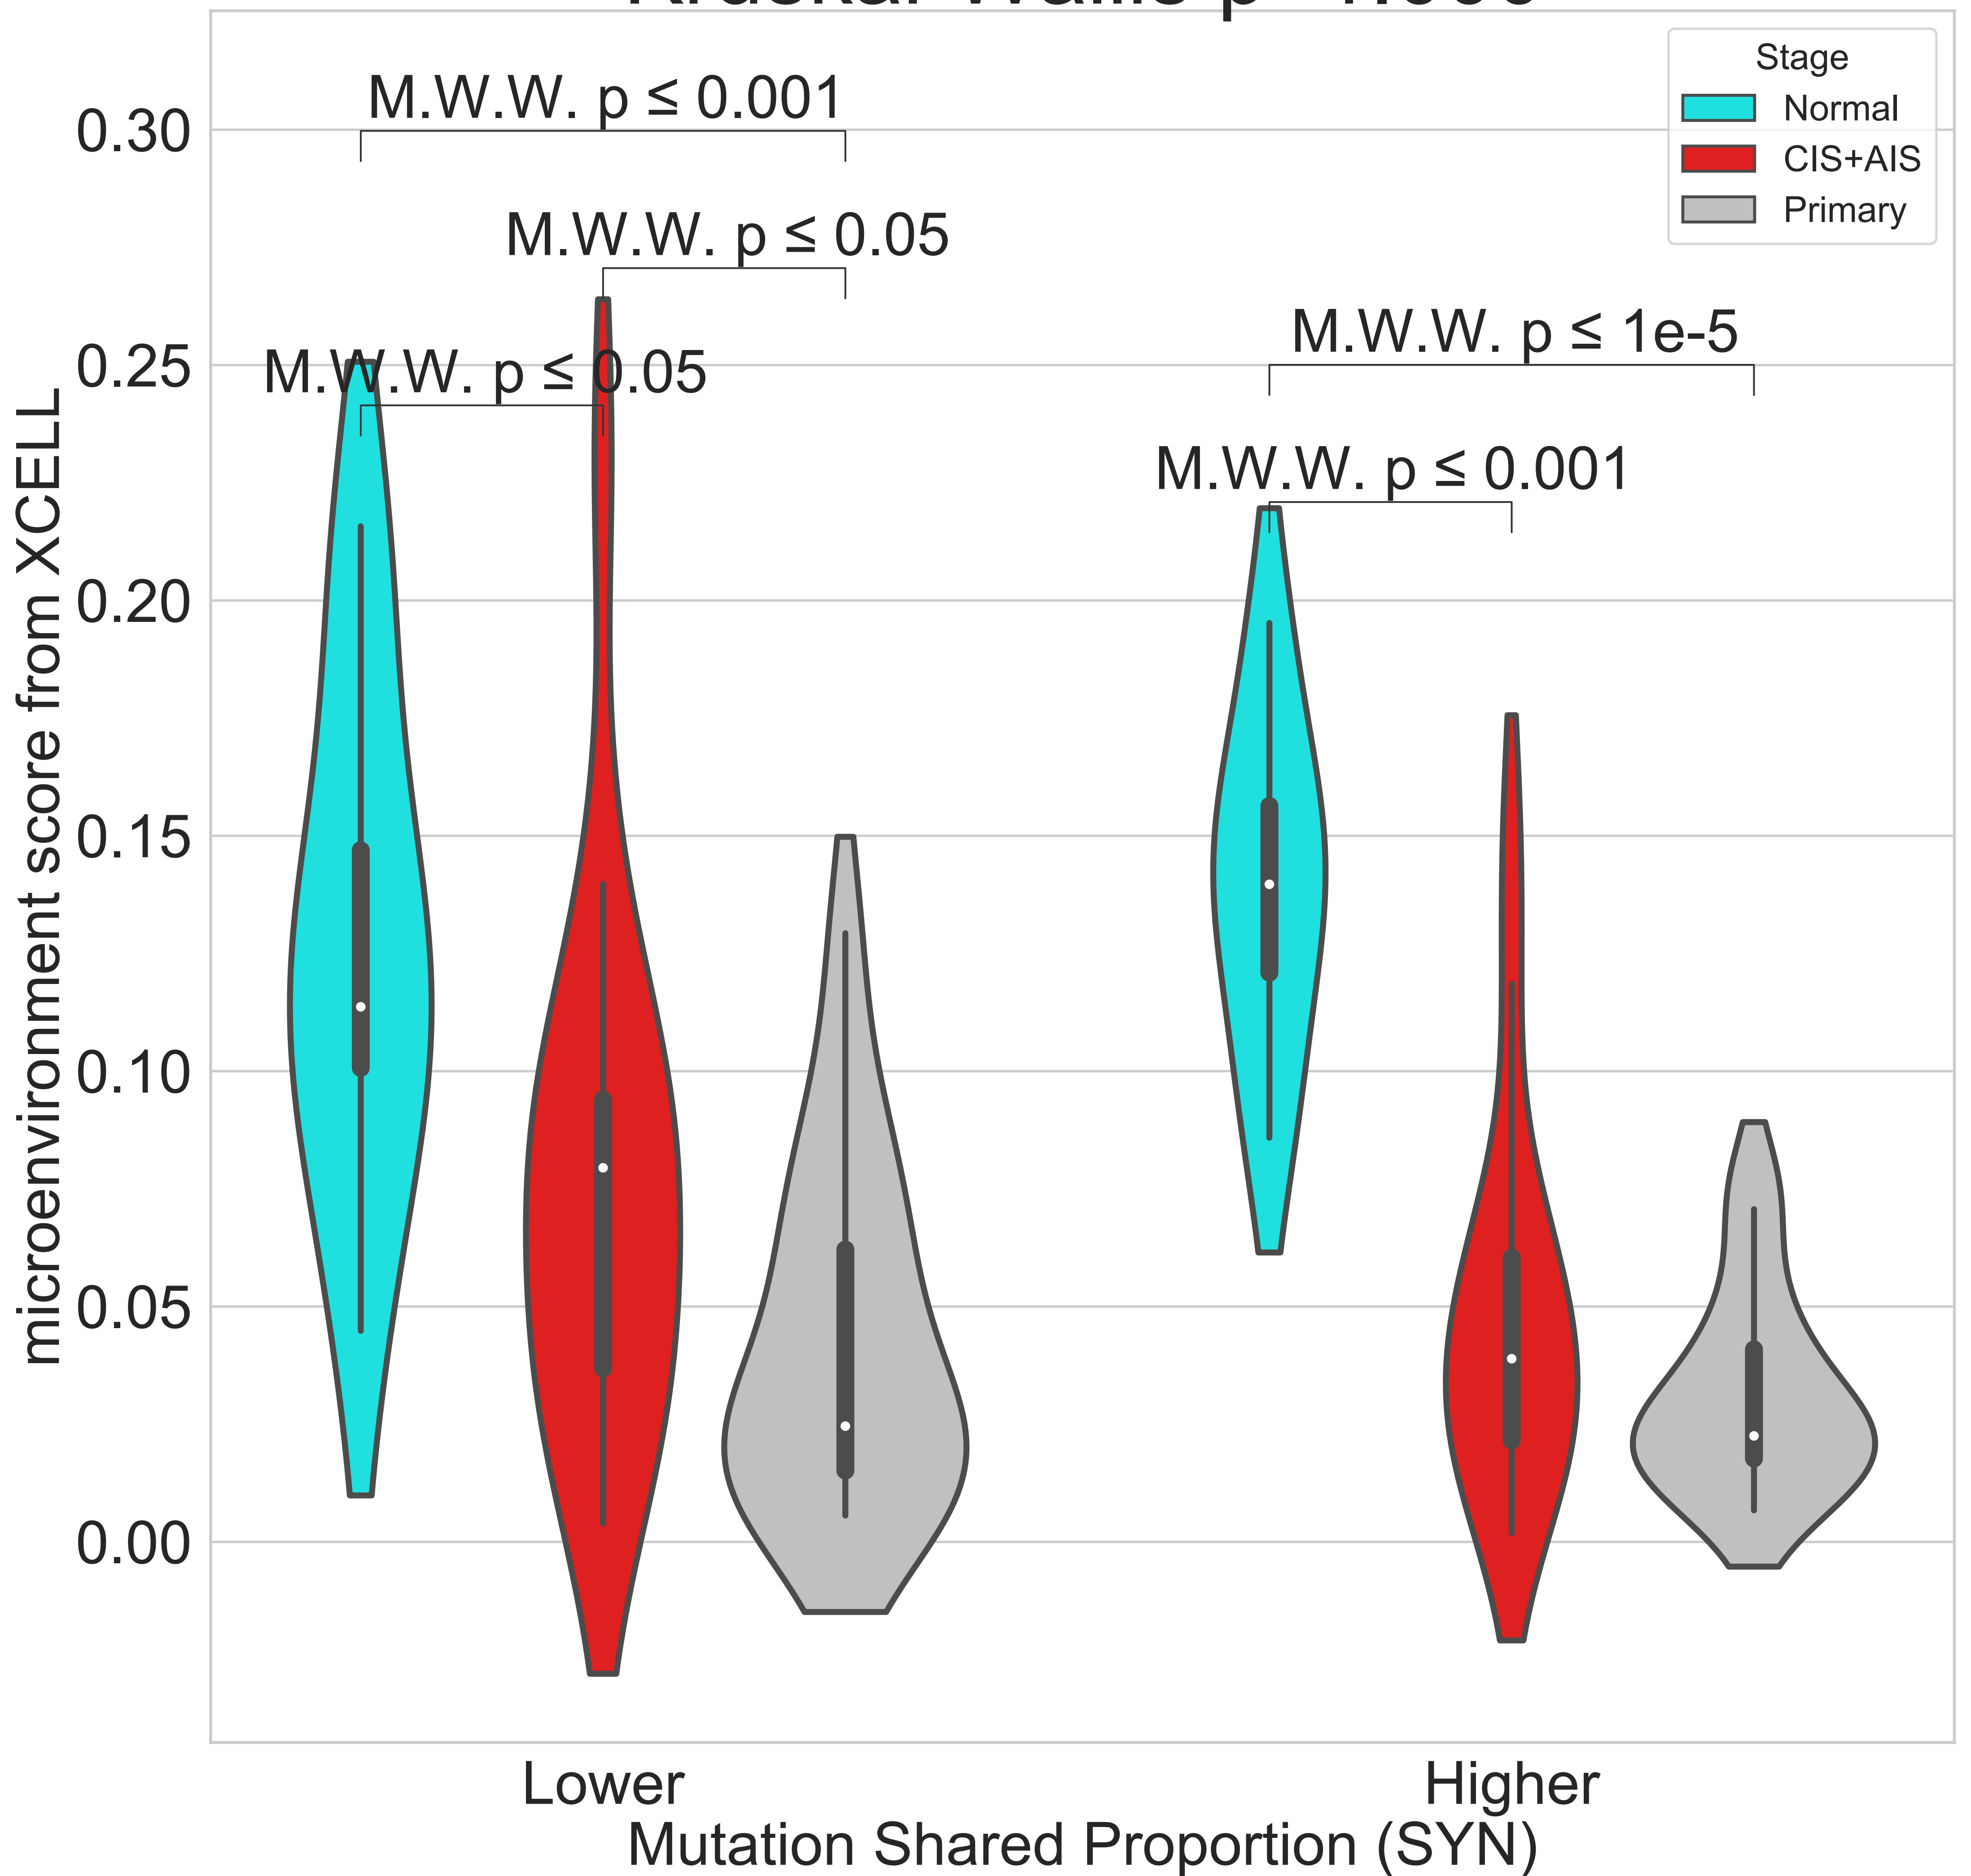 Stage
Normal
CIS+AIS
Primary
M.W.W. p ≤ 0.001
M.W.W. p ≤ 0.05
M.W.W. p ≤ 0.05
M.W.W. p ≤ 1e-5
M.W.W. p ≤ 0.001
microenvironment score from XCELL
0.30
0.25
0.20
0.15
0.10
0.05
0.00
Lower
Higher
Mutation Shared Proportion (SYN)